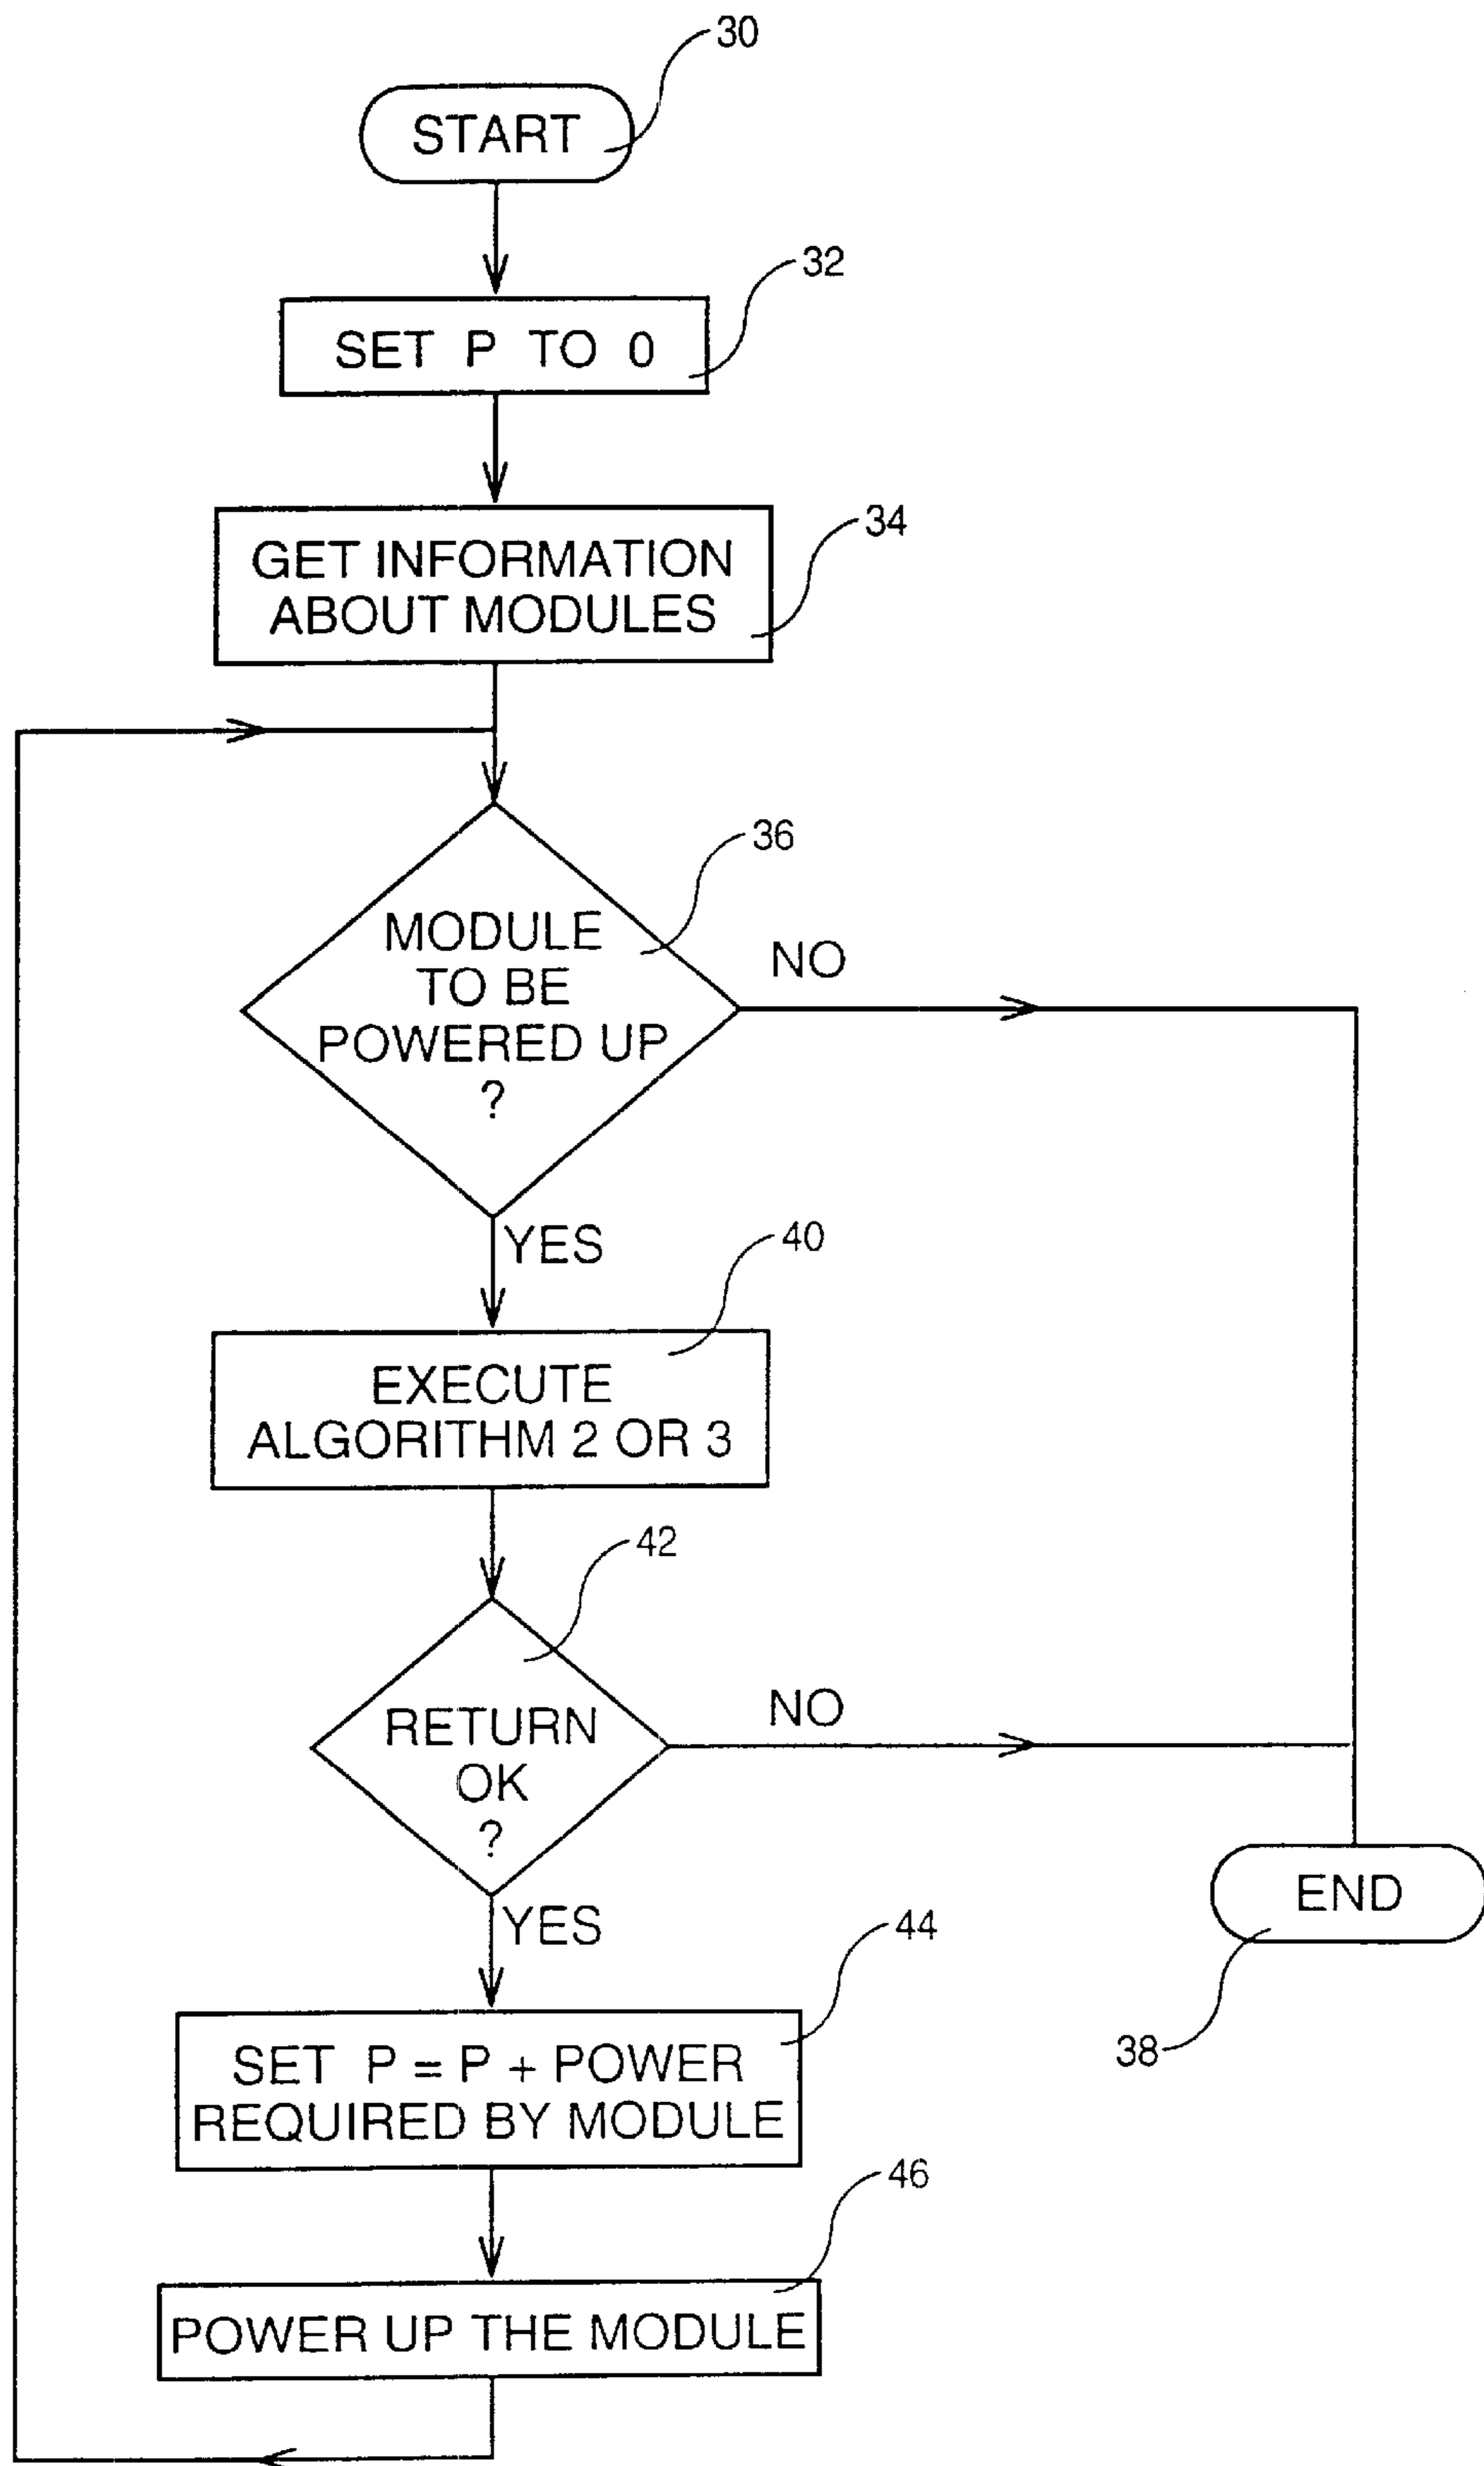 30
START
32
SET P TO 0
34
GET INFORMATION
ABOUT MODULES
36
MODULE
TO BE
POWERED UP
?
NO
YES
40
EXECUTE
ALGORITHM 2 OR 3
42
RETURN
OK
?
NO
YES
END
38
44
SET P = P + POWER
REQUIRED BY MODULE
46
POWER UP THE MODULE